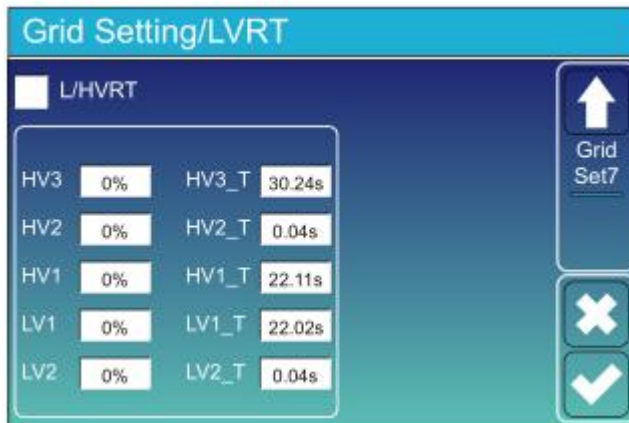 Grid Setting/LVRT
L/HVRT
HV3 0% HV3_T 30.24s
HV2 0% HV2_T 0.04s
HV1 0% HV1_T 22.11s
LV1 0% LV1_T 22.02s
LV2 0% LV2_T 0.04s
Grid
Set7